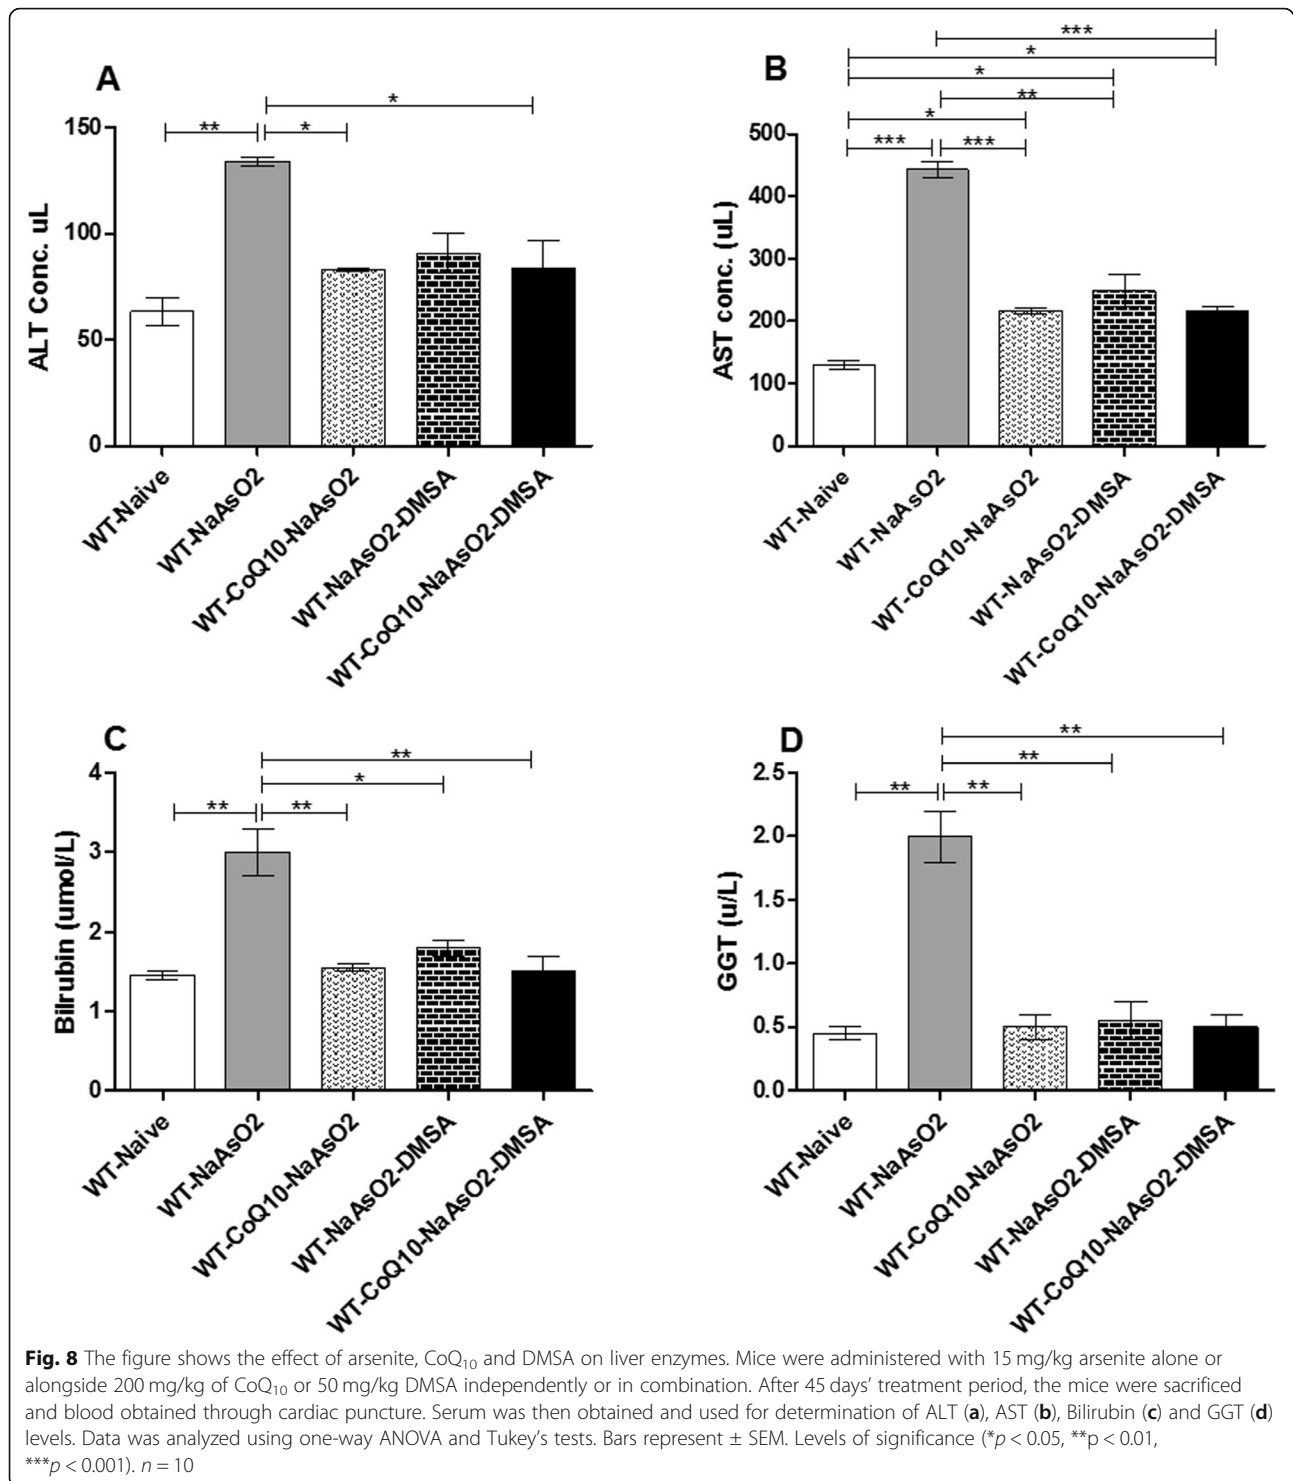 A
ALT Conc. uL
150
100
50
0
**
*
*
WT-Naive
WT-NaAsO2
WT-CoQ10-NaAsO2
WT-NaAsO2-DMSA
WT-CoQ10-NaAsO2-DMSA
B
AST conc. (uL)
500
400
300
200
100
0
***
*
*
**
*
***
***
WT-Naive
WT-NaAsO2
WT-CoQ10-NaAsO2
WT-NaAsO2-DMSA
WT-CoQ10-NaAsO2-DMSA
C
Bilrubin (umol/L)
4
3
2
1
0
**
*
**
**
WT-Naive
WT-NaAsO2
WT-CoQ10-NaAsO2
WT-NaAsO2-DMSA
WT-CoQ10-NaAsO2-DMSA
D
GGT (u/L)
2.5
2.0
1.5
1.0
0.5
0.0
**
**
**
**
WT-Naive
WT-NaAsO2
WT-CoQ10-NaAsO2
WT-NaAsO2-DMSA
WT-CoQ10-NaAsO2-DMSA
Fig. 8 The figure shows the effect of arsenite, CoQ₁₀ and DMSA on liver enzymes. Mice were administered with 15 mg/kg arsenite alone or
alongside 200 mg/kg of CoQ₁₀ or 50 mg/kg DMSA independently or in combination. After 45 days’ treatment period, the mice were sacrificed
and blood obtained through cardiac puncture. Serum was then obtained and used for determination of ALT (a), AST (b), Bilirubin (c) and GGT (d)
levels. Data was analyzed using one-way ANOVA and Tukey’s tests. Bars represent ± SEM. Levels of significance (*p < 0.05, **p < 0.01,
***p < 0.001). n = 10